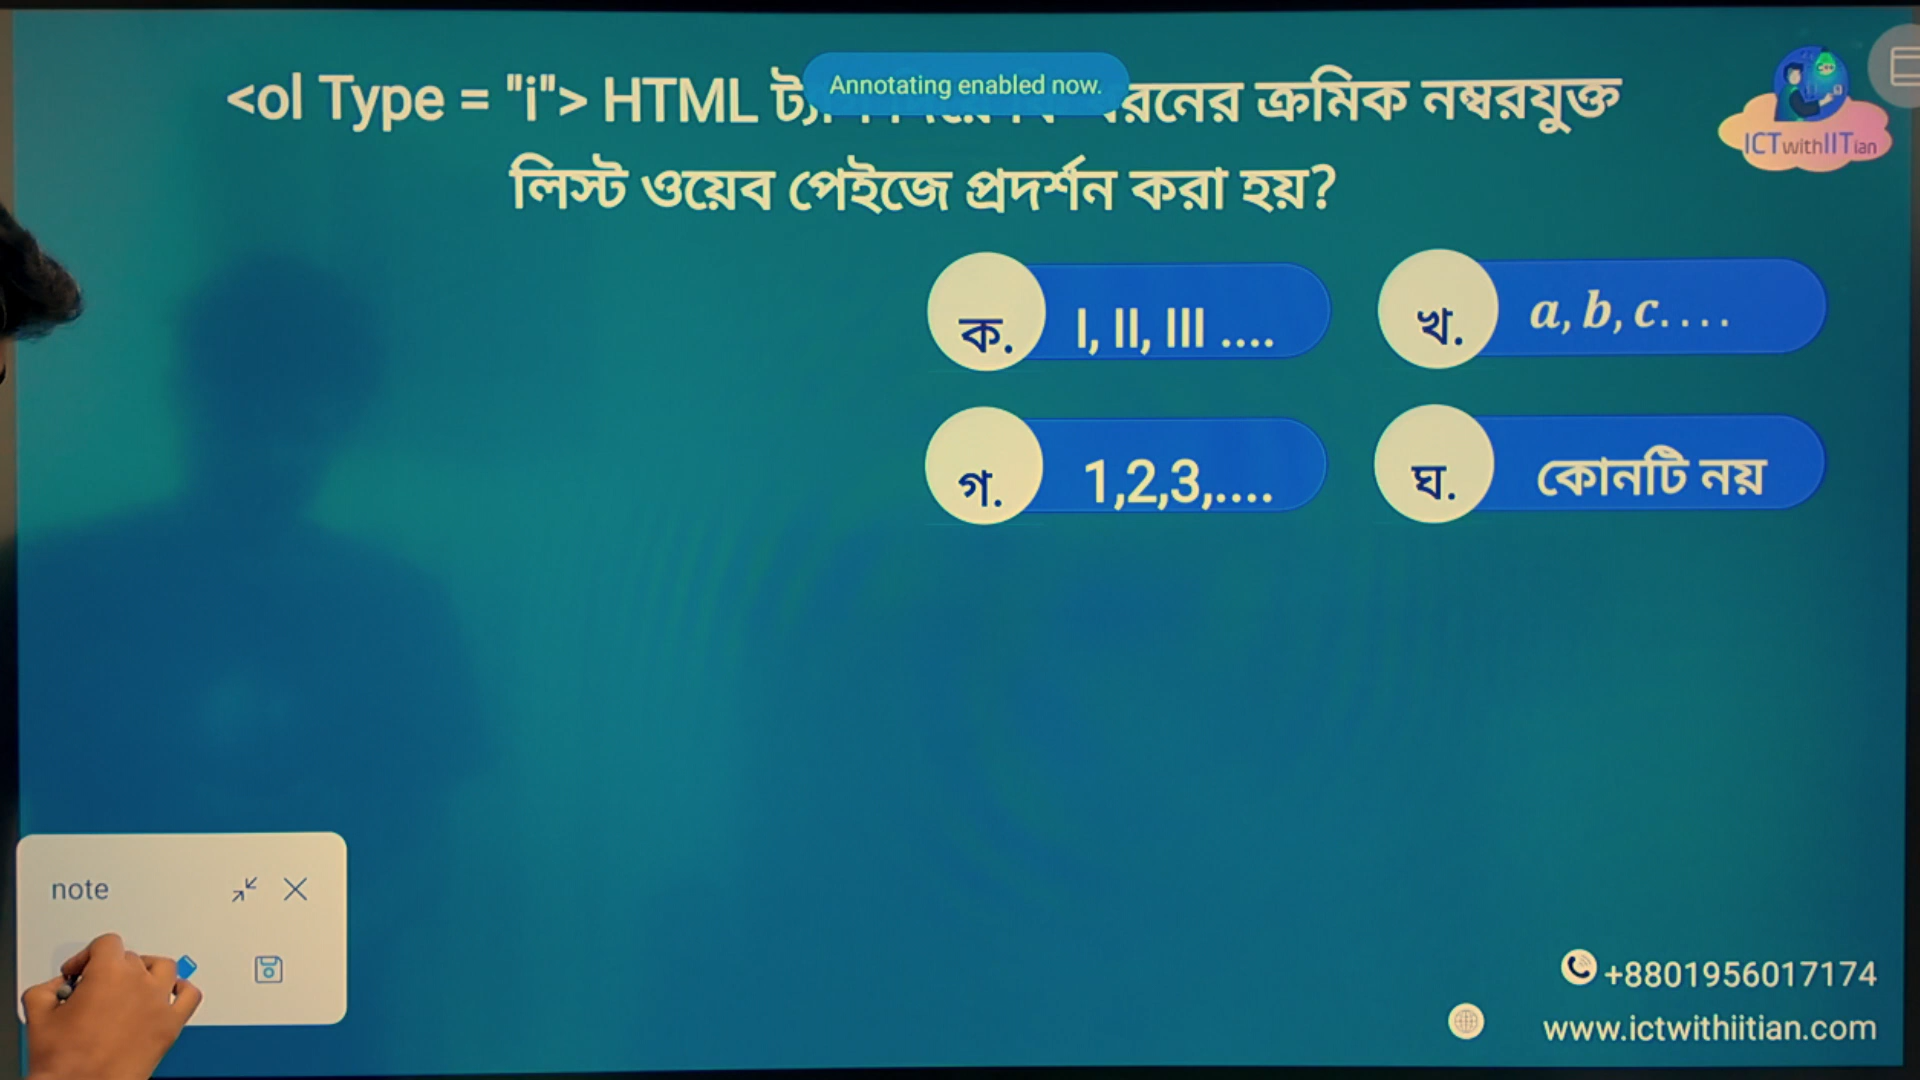 <ol Type = "i"> HTML রনের ক্রমিক নম্বরযুক্ত
Annotating enabled now.
লিস্ট ওয়েব পেইজে প্রদর্শন করা হয়?
ICTwithIITian
ক. I, II, III ....
খ. a, b, c....
গ. 1,2,3,....
ঘ. কোনটি নয়
note
+8801956017174
www.ictwithiitian.com